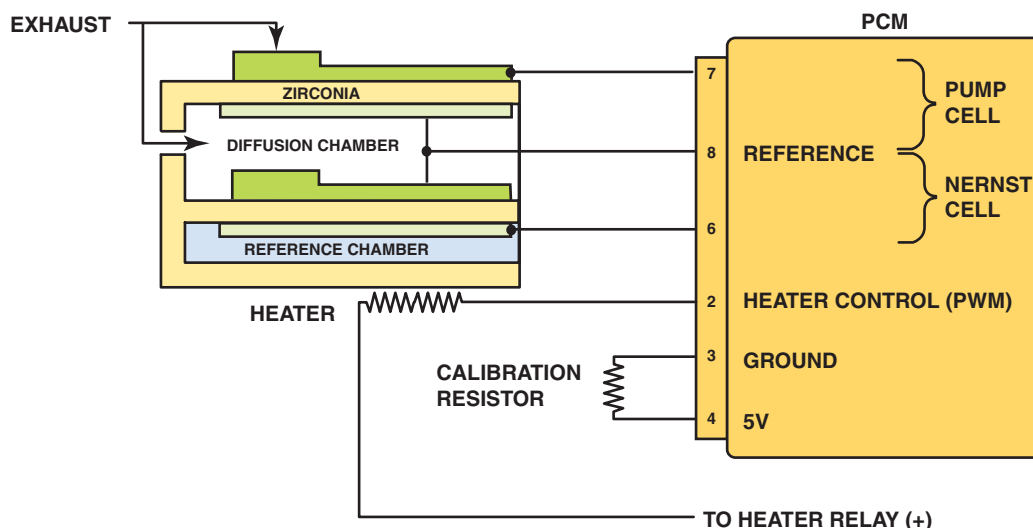 EXHAUST
PCM
ZIRCONIA
DIFFUSION CHAMBER
REFERENCE CHAMBER
HEATER
CALIBRATION
RESISTOR
7
8
6
2
3
4
REFERENCE
HEATER CONTROL (PWM)
GROUND
5V
PUMP
CELL
NERNST
CELL
TO HEATER RELAY (+)